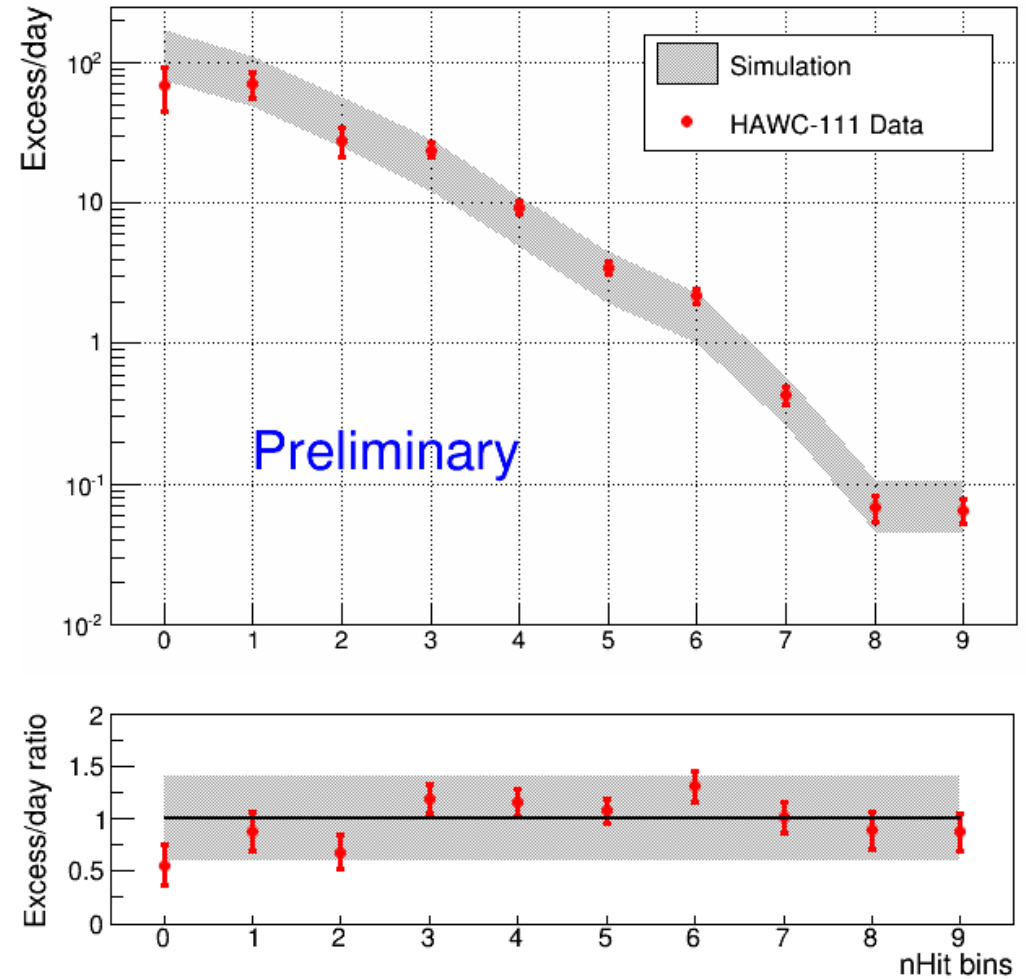 Excess/day
10²
10
1
10⁻¹
10⁻²
Simulation
HAWC-111 Data
Preliminary
0 1 2 3 4 5 6 7 8 9
Excess/day ratio
2
1.5
1
0.5
0
0 1 2 3 4 5 6 7 8 9
nHit bins